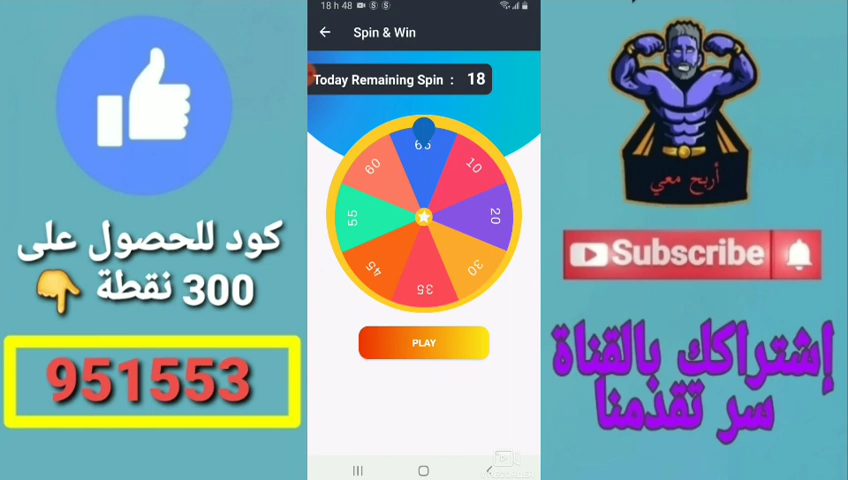 18 h 48
Spin & Win
Today Remaining Spin : 18
60
10
55
20
45
30
35
PLAY
كود للحصول على
300 نقطة
951553
أربح معي
Subscribe
إشتراكك بالقناة
سر تقدمنا